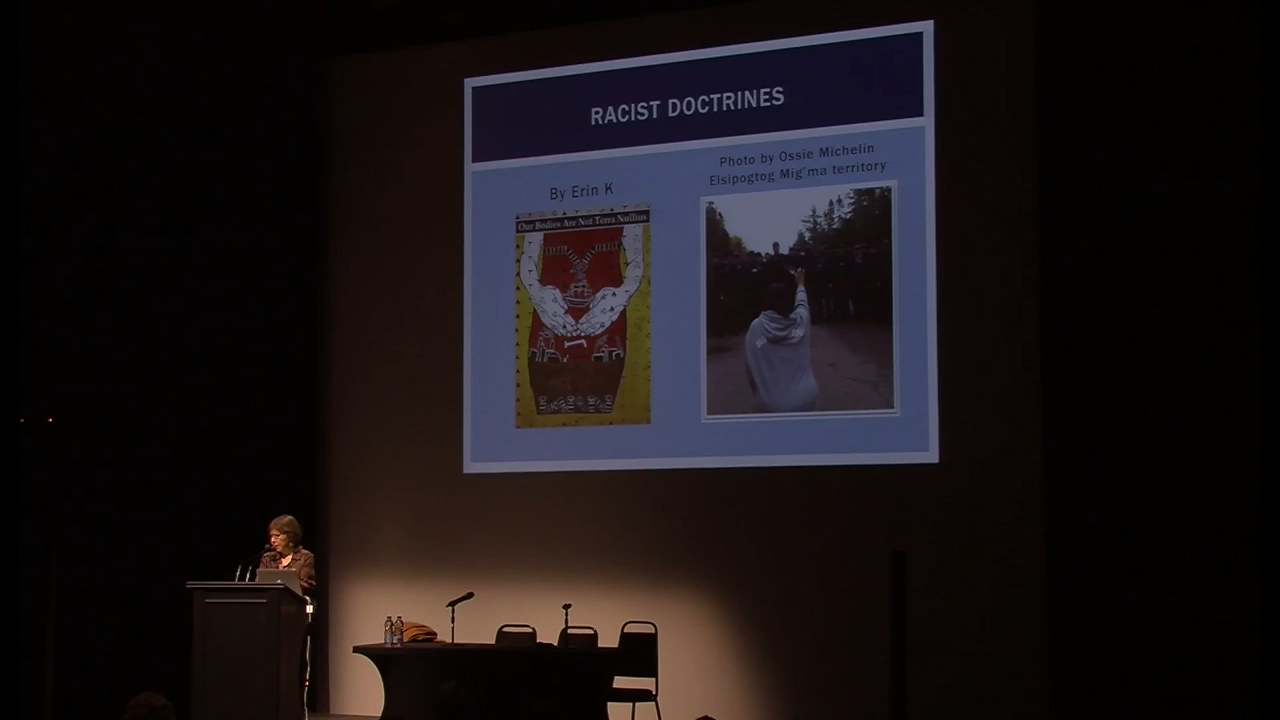 RACIST DOCTRINES
By Erin K
Our Bodies Are Not Terra Nullius
Photo by Ossie Michelin
Elsipogtog Mig'ma territory